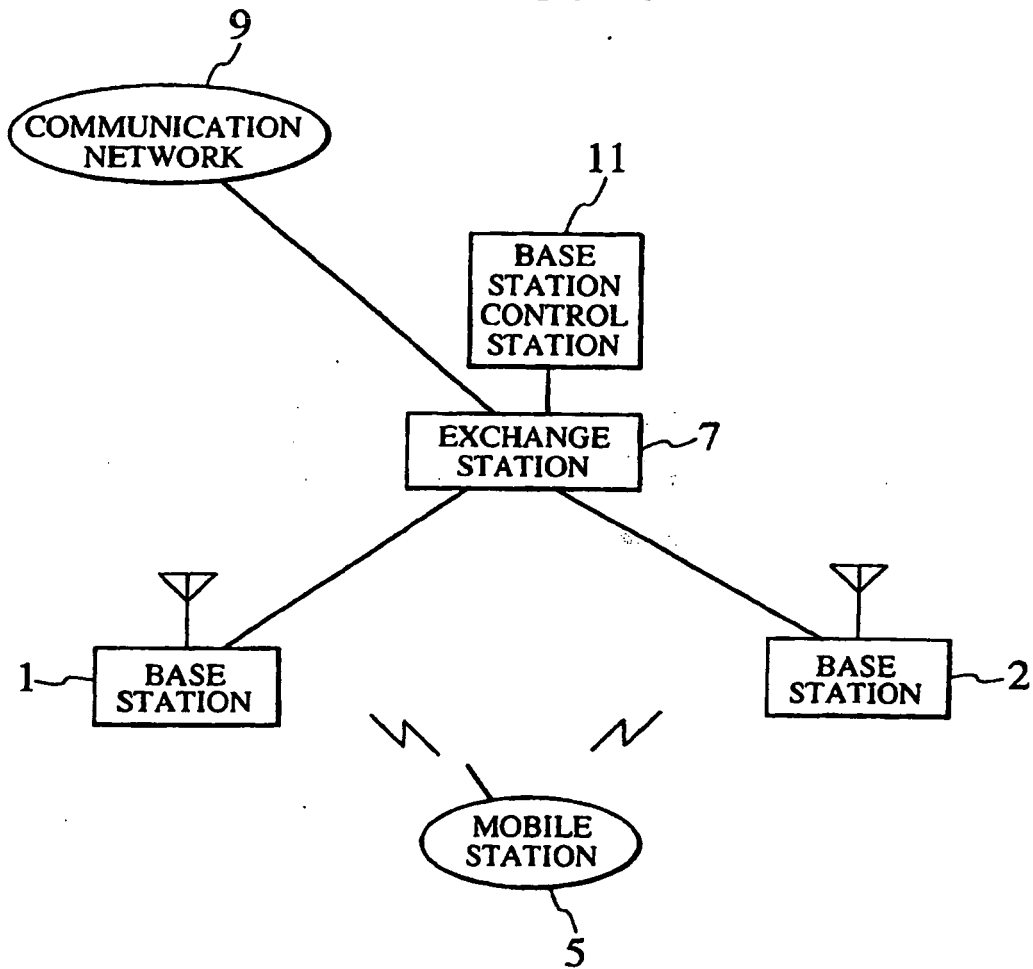 9
COMMUNICATION
NETWORK
11
BASE
STATION
CONTROL
STATION
EXCHANGE
STATION
7
1
BASE
STATION
BASE
STATION
2
MOBILE
STATION
5